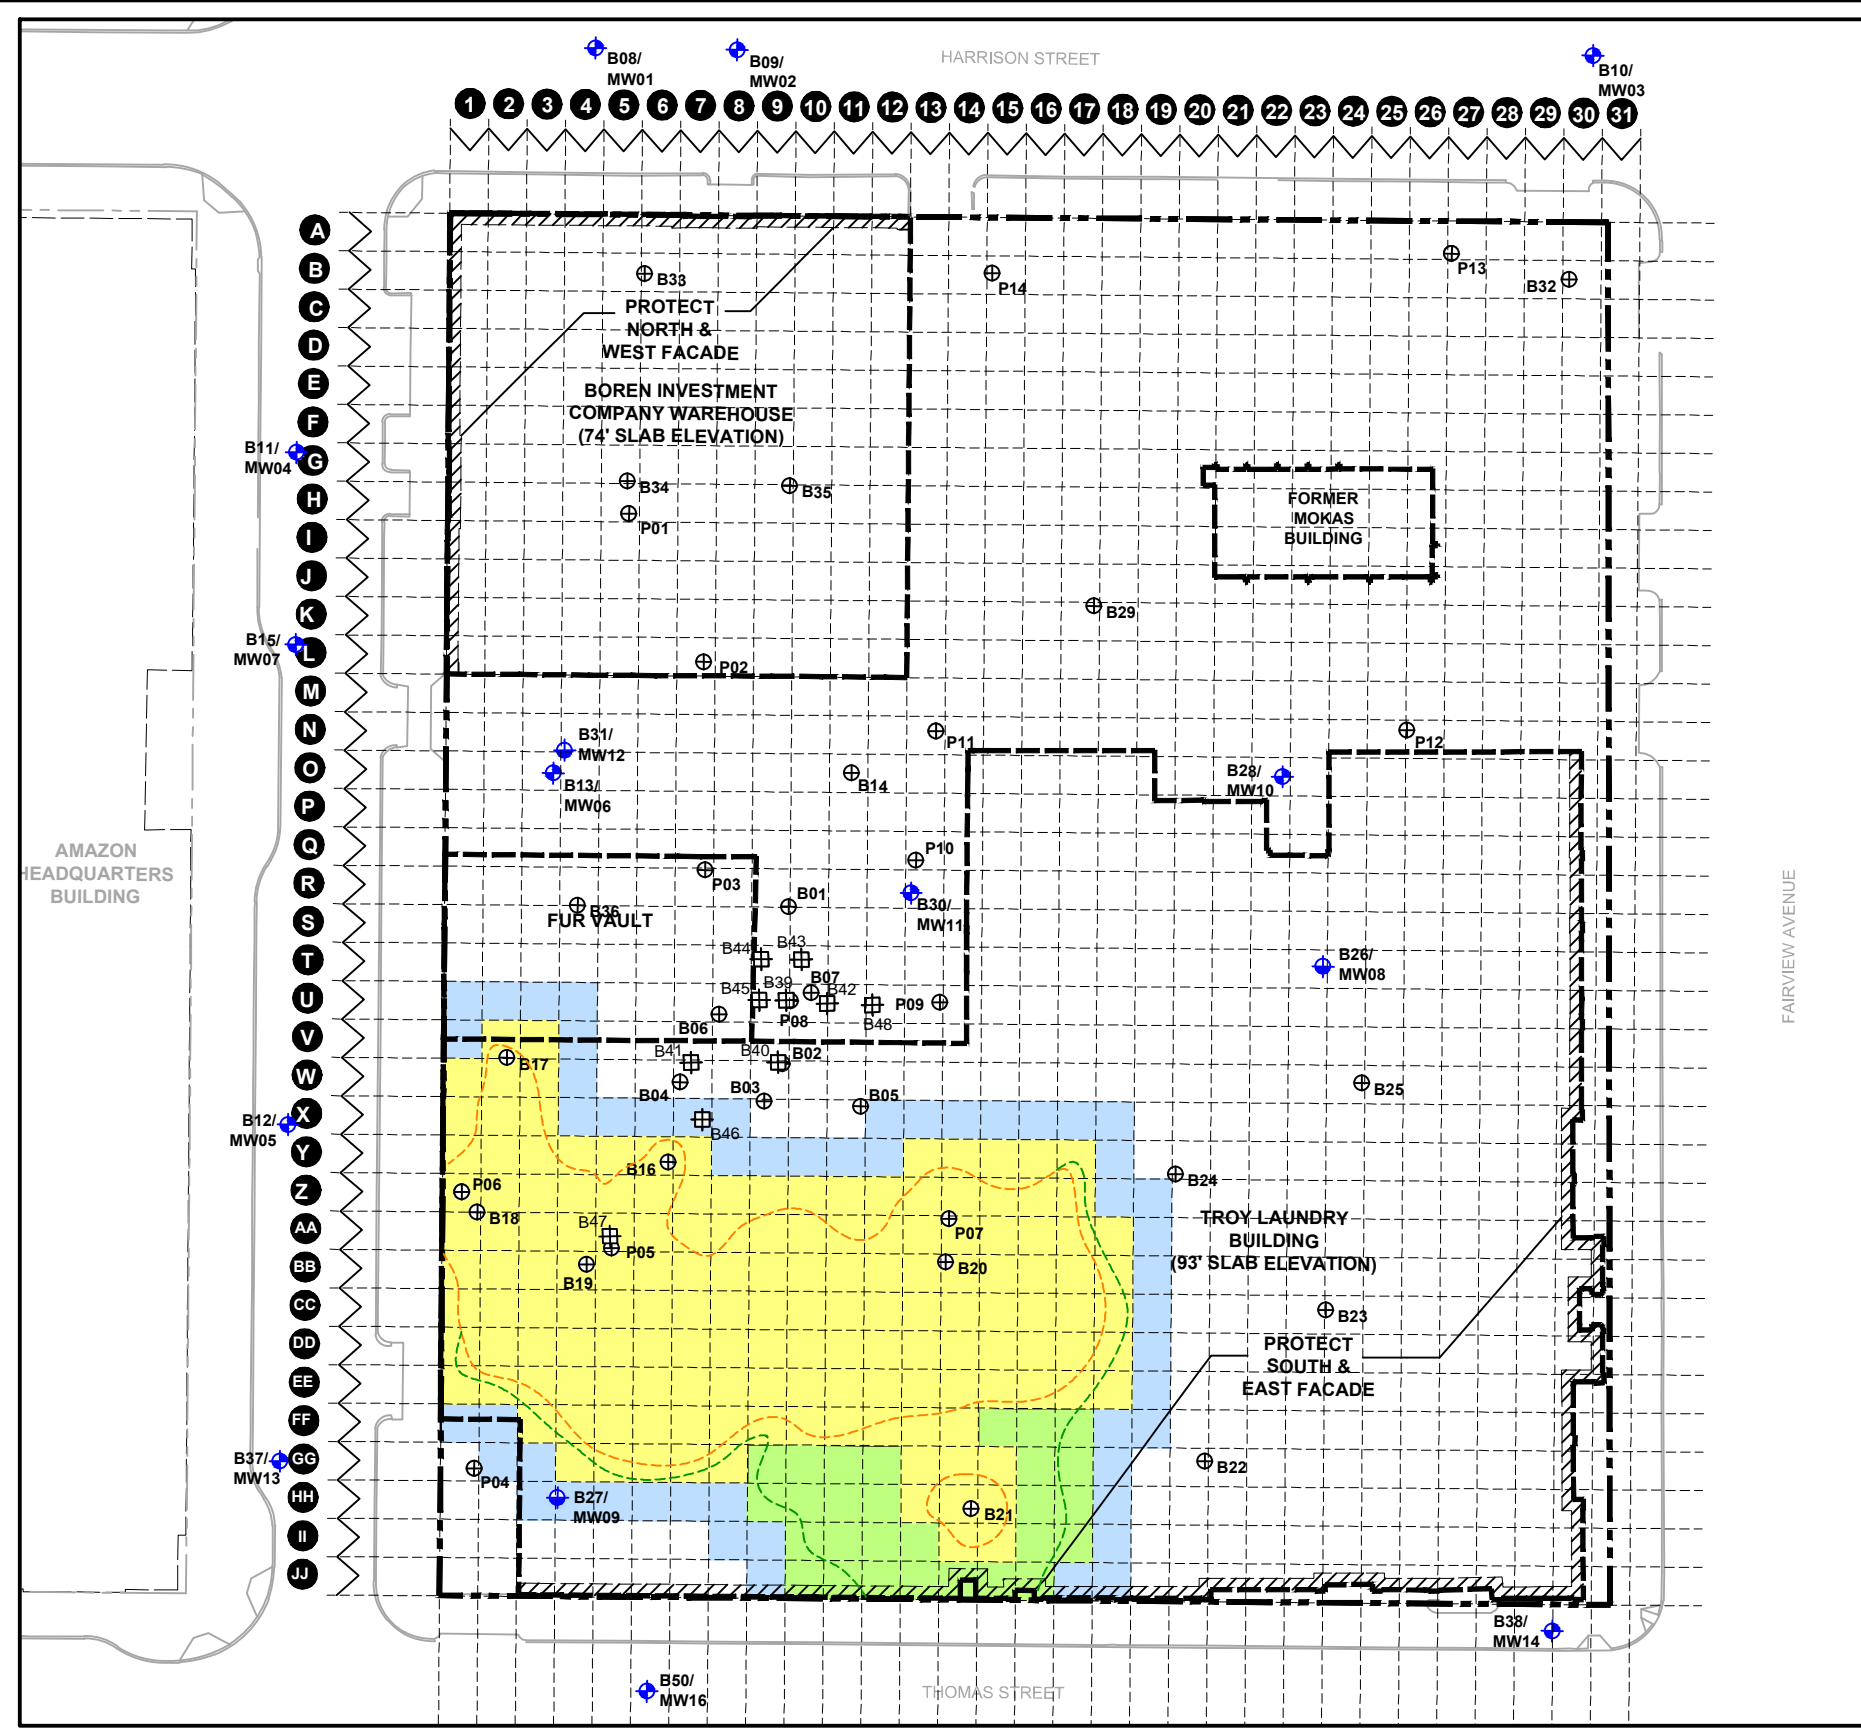 B08/
MW01
B09/
MW02
HARRISON STREET
B10/
MW03
1 2 3 4 5 6 7 8 9 10 11 12 13 14 15 16 17 18 19 20 21 22 23 24 25 26 27 28 29 30 31
A
B
C
D
E
F
G
H
I
J
K
L
M
N
O
P
Q
R
S
T
U
V
W
X
Y
Z
AA
BB
CC
DD
EE
FF
GG
HH
II
JJ
B33
P14
P13
B32
PROTECT
NORTH &
WEST FACADE
BOREN INVESTMENT
COMPANY WAREHOUSE
(74' SLAB ELEVATION)
B11/
MW04
B34
B35
P01
FORMER
MOKAS
BUILDING
B29
B15/
MW07
P02
B31/
MW12
B13/
MW06
P11
B14
P12
B28/
MW10
AMAZON
HEADQUARTERS
BUILDING
P10
P03
B01
B30/
MW11
B36
FUR VAULT
FAIRVIEW AVENUE
B44
B43
B26/
MW08
B45
B39
B07
B42
P09
B06
P08
B48
B17
B41
B40
B02
B04
B03
B05
B25
B12/
MW05
B46
B16
P06
B18
B24
B47
P05
B19
P07
B20
TROY LAUNDRY
BUILDING
(93' SLAB ELEVATION)
B23
PROTECT
SOUTH &
EAST FACADE
B37/
MW13
P04
B22
B27/
MW09
B21
B38/
MW14
B50/
MW16
THOMAS STREET